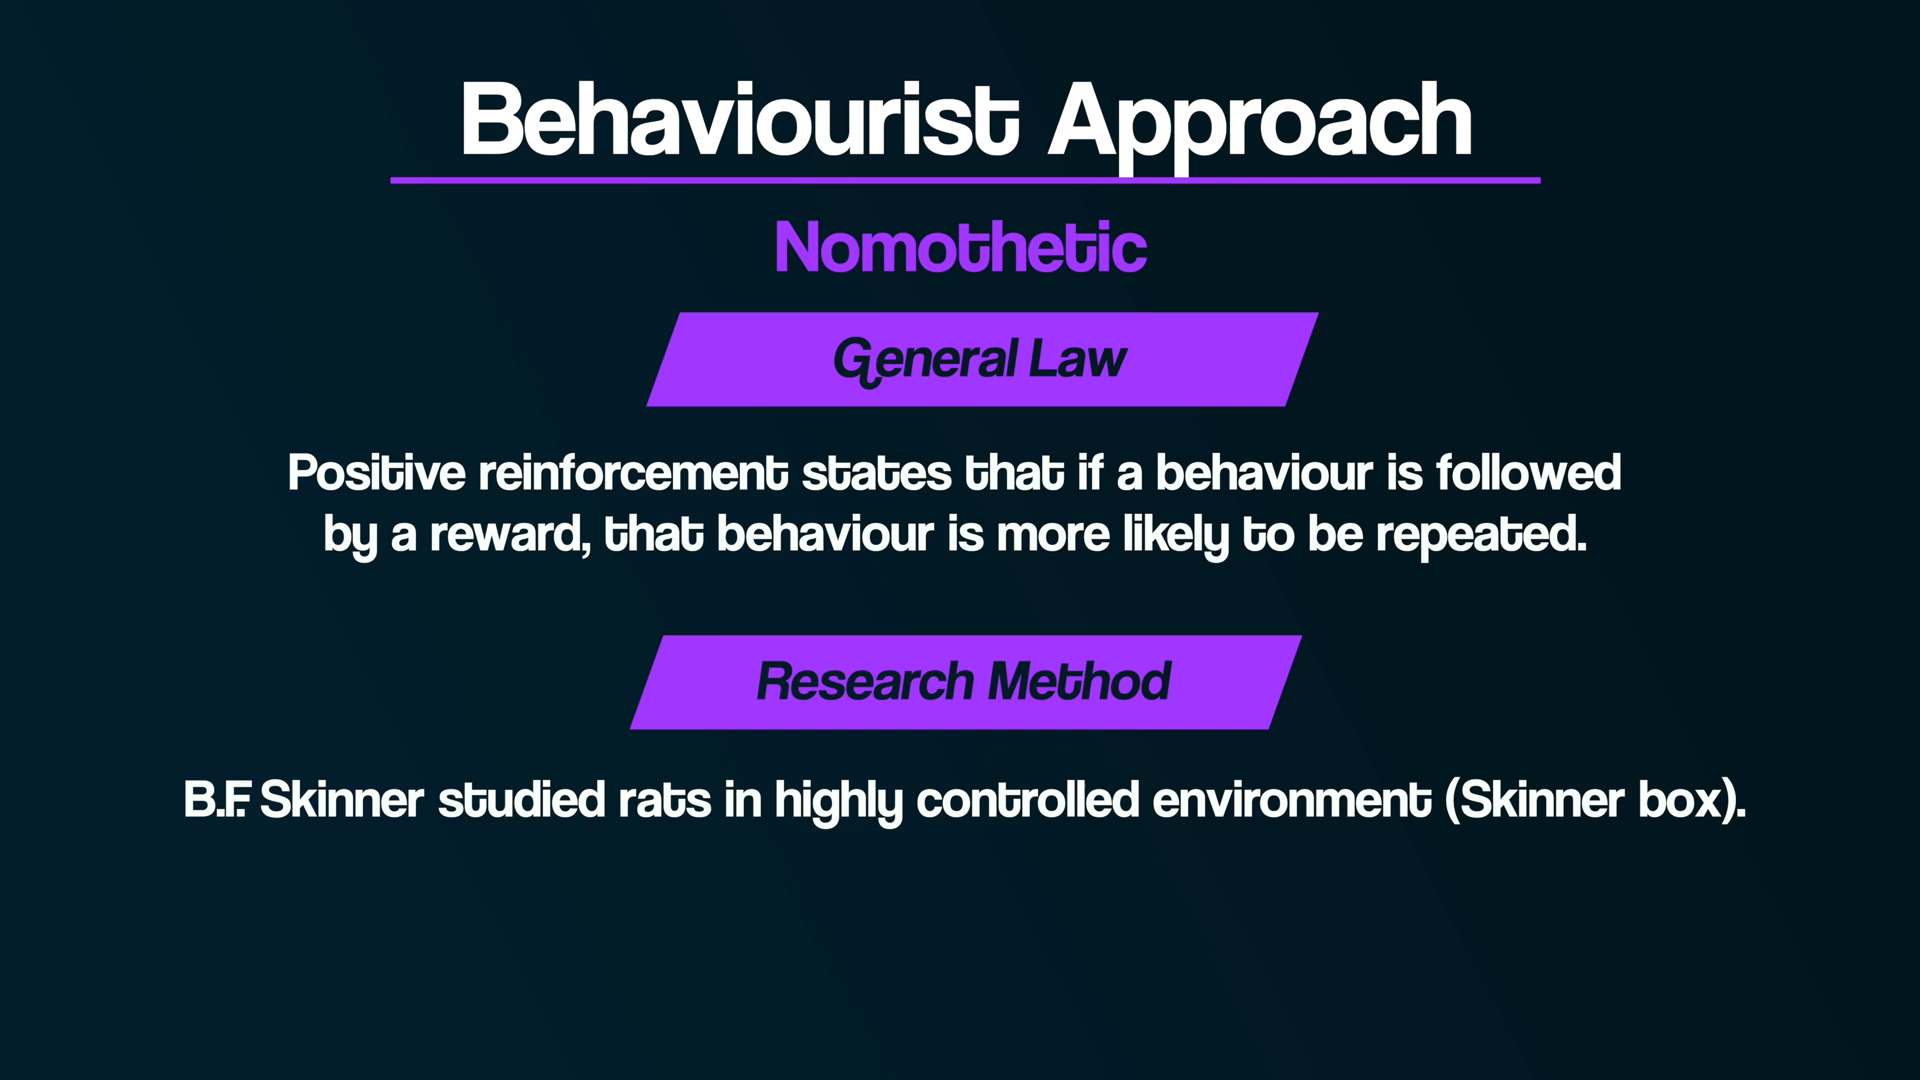 Behaviourist Approach
Nomothetic
General Law
Positive reinforcement states that if a behaviour is followed
by a reward, that behaviour is more likely to be repeated.
Research Method
B.F. Skinner studied rats in highly controlled environment (Skinner box).